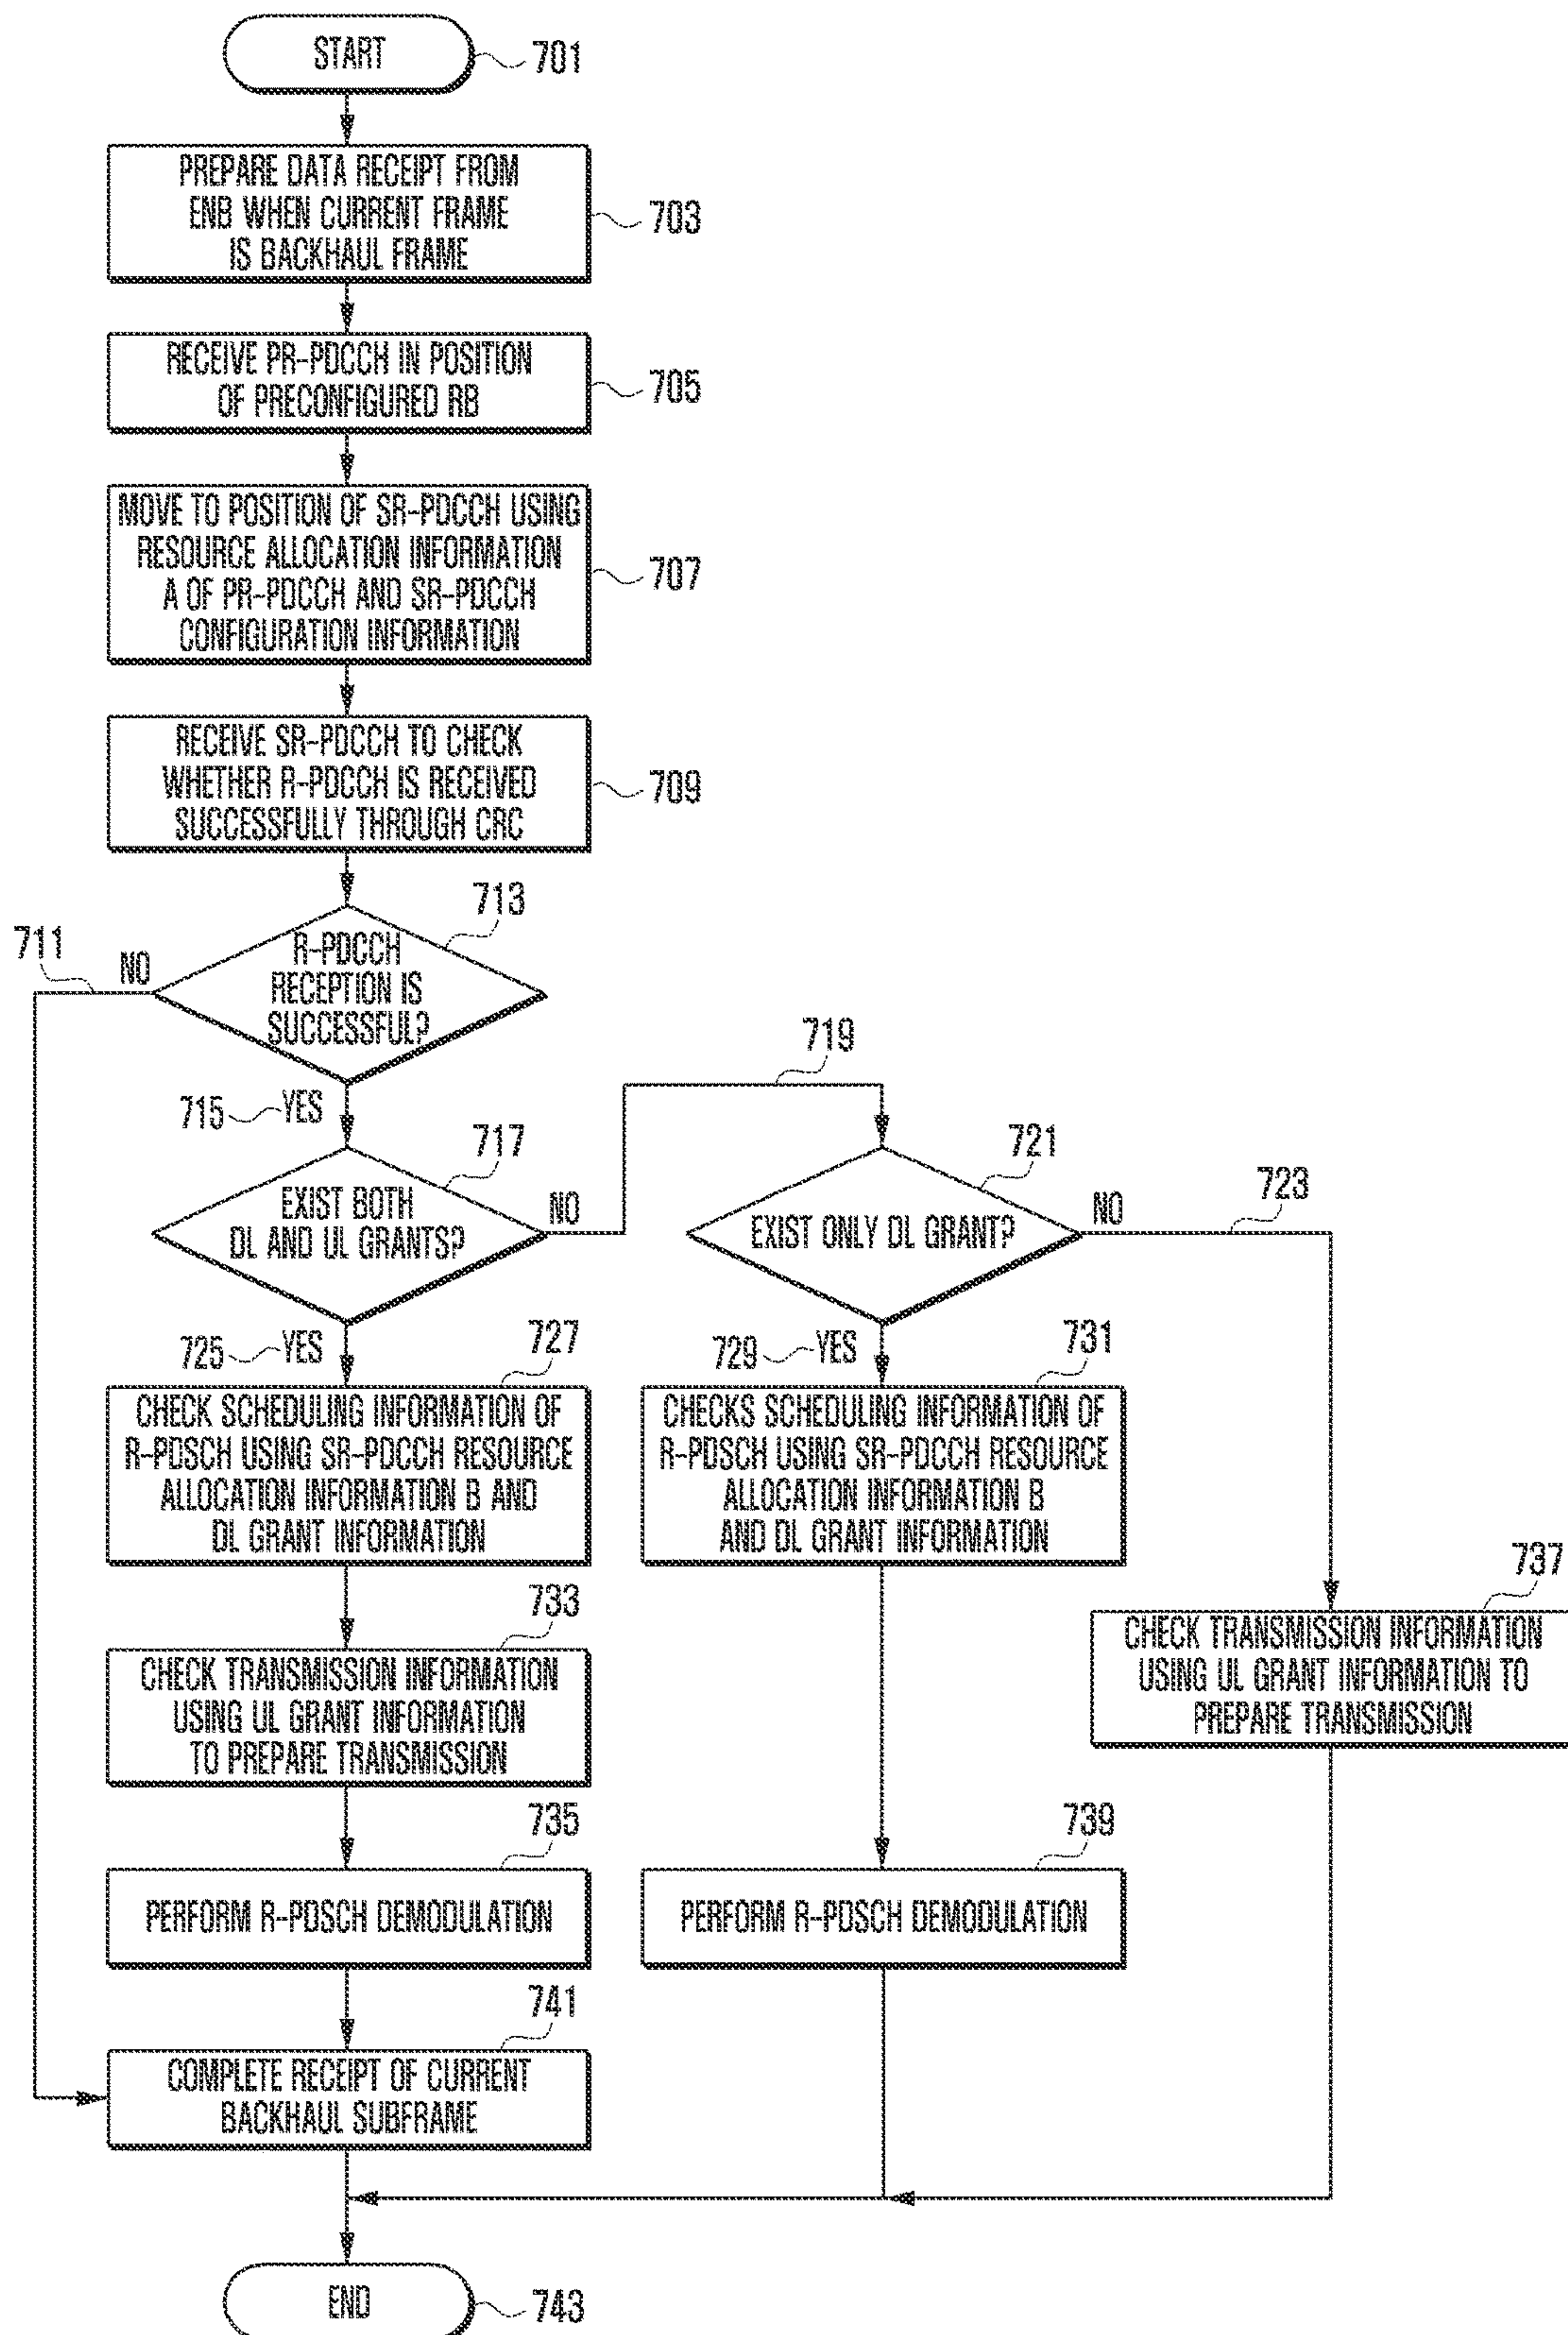 START
701
PREPARE DATA RECEIPT FROM
ENB WHEN CURRENT FRAME
IS BACKHAUL FRAME
703
RECEIVE PR-PDCCH IN POSITION
OF PRECONFIGURED RB
705
MOVE TO POSITION OF SR-PDCCH USING
RESOURCE ALLOCATION INFORMATION
A OF PR-PDCCH AND SR-PDCCH
CONFIGURATION INFORMATION
707
RECEIVE SR-PDCCH TO CHECK
WHETHER R-PDCCH IS RECEIVED
SUCCESSFULLY THROUGH CRC
709
713
711
NO
R-PDCCH
RECEPTION IS
SUCCESSFUL?
719
715
YES
717
721
723
EXIST BOTH
DL AND UL GRANTS?
NO
EXIST ONLY DL GRANT?
NO
725
YES
727
729
YES
731
CHECK SCHEDULING INFORMATION OF
R-PDSCH USING SR-PDCCH RESOURCE
ALLOCATION INFORMATION B AND
DL GRANT INFORMATION
CHECKS SCHEDULING INFORMATION OF
R-PDSCH USING SR-PDCCH RESOURCE
ALLOCATION INFORMATION B
AND DL GRANT INFORMATION
733
737
CHECK TRANSMISSION INFORMATION
USING UL GRANT INFORMATION
TO PREPARE TRANSMISSION
CHECK TRANSMISSION INFORMATION
USING UL GRANT INFORMATION TO
PREPARE TRANSMISSION
735
739
PERFORM R-PDSCH DEMODULATION
PERFORM R-PDSCH DEMODULATION
741
COMPLETE RECEIPT OF CURRENT
BACKHAUL SUBFRAME
END
743